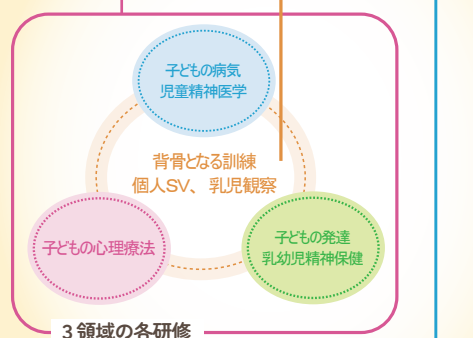 子どもの病気
児童精神医学
背骨となる訓練
個人SV、乳児観察
子どもの心理療法
子どもの発達
乳幼児精神保健
3領域の各研修